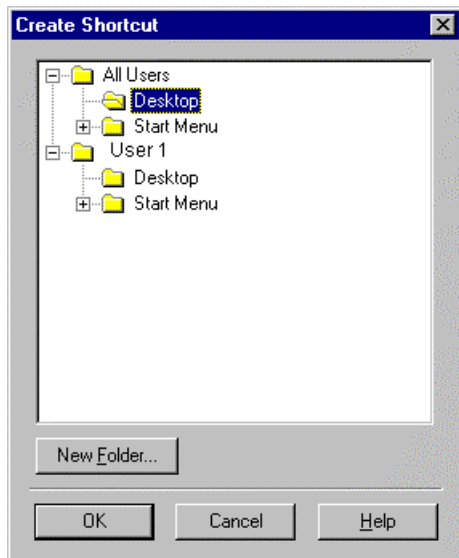 Create Shortcut
All Users
Desktop
Start Menu
User 1
Desktop
Start Menu
New Folder...
OK Cancel Help